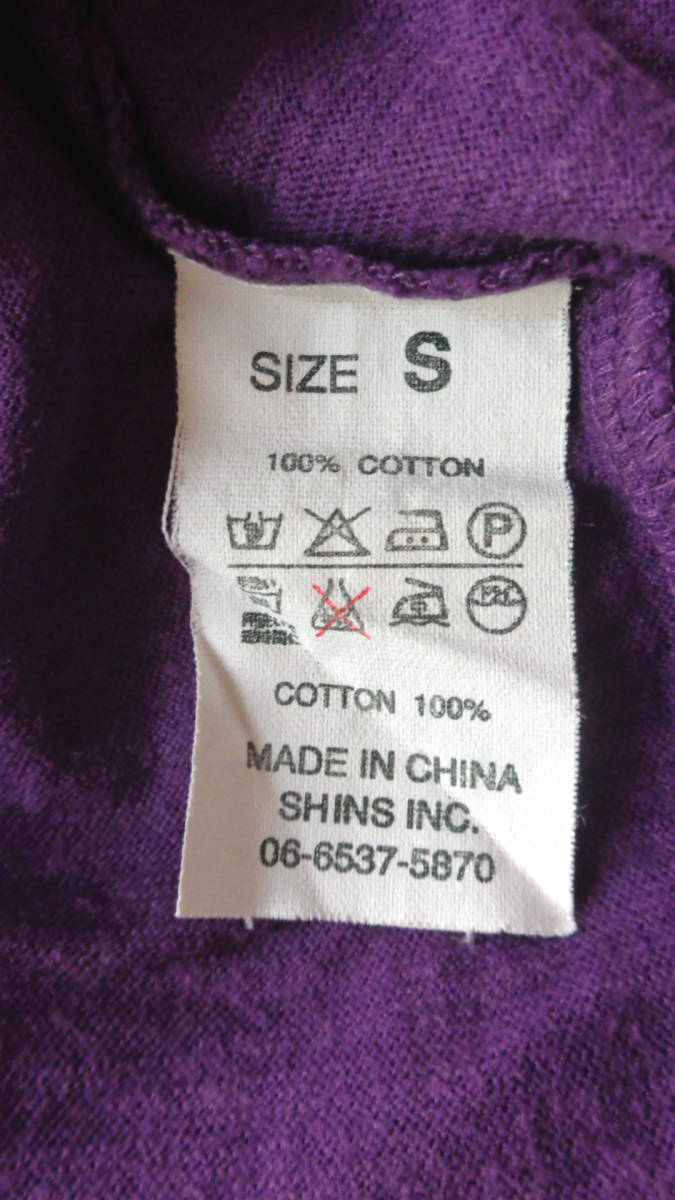 SIZE S
100% COTTON
P
COTTON 100%
MADE IN CHINA
SHINS INC.
06-6537-5870